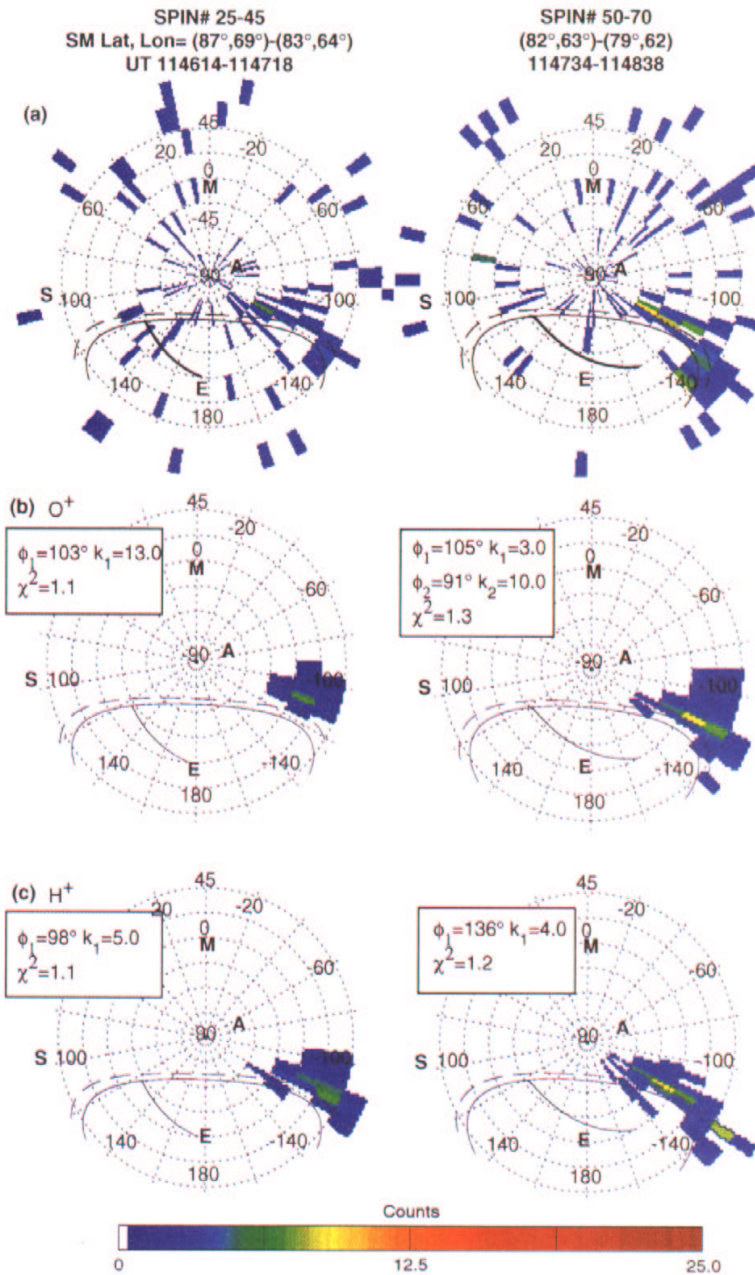 SPIN# 25-45
SM Lat, Lon= (87°,69°)-(83°,64°)
UT 114614-114718
SPIN# 50-70
(82°,63°)-(79°,62)
114734-114838
(a)
45
20
-20
0
M
60
-60
-45
A
90
S
100
-100
140
-140
E
180
45
20
-20
0
M
60
-60
-45
A
90
S
100
-100
140
-140
E
180
(b) O+
ϕ1=103° k1=13.0
χ2=1.1
45
-20
0
M
-60
-90
A
S
100
-100
140
-140
E
180
ϕ1=105° k1=3.0
ϕ2=91° k2=10.0
χ2=1.3
45
-20
0
M
-60
-90
A
S
100
-100
140
-140
E
180
(c) H+
ϕ1=98° k1=5.0
χ2=1.1
45
20
-20
0
M
-60
A
90
S
100
-100
140
-140
E
180
ϕ1=136° k1=4.0
χ2=1.2
45
-20
0
M
-60
A
-90
S
100
-100
140
-140
E
180
Counts
0
12.5
25.0